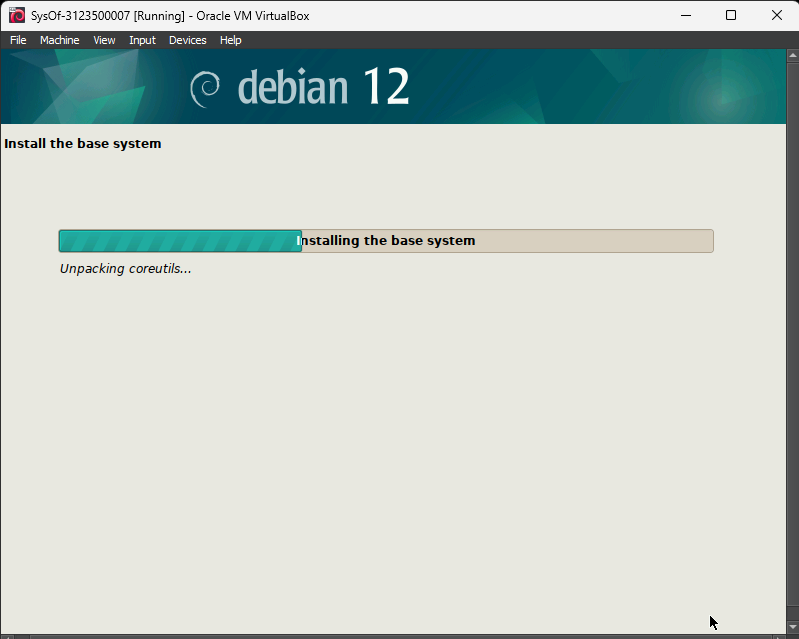 SysOf-3123500007 [Running] - Oracle VM VirtualBox
File Machine View Input Devices Help
debian 12
Install the base system
Installing the base system
Unpacking coreutils...